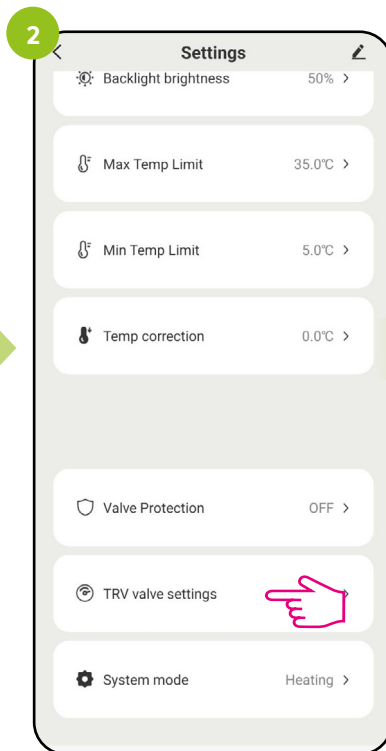 2
Settings
Backlight brightness 50%
Max Temp Limit 35.0℃
Min Temp Limit 5.0℃
Temp correction 0.0℃
Valve Protection OFF
TRV valve settings
System mode Heating